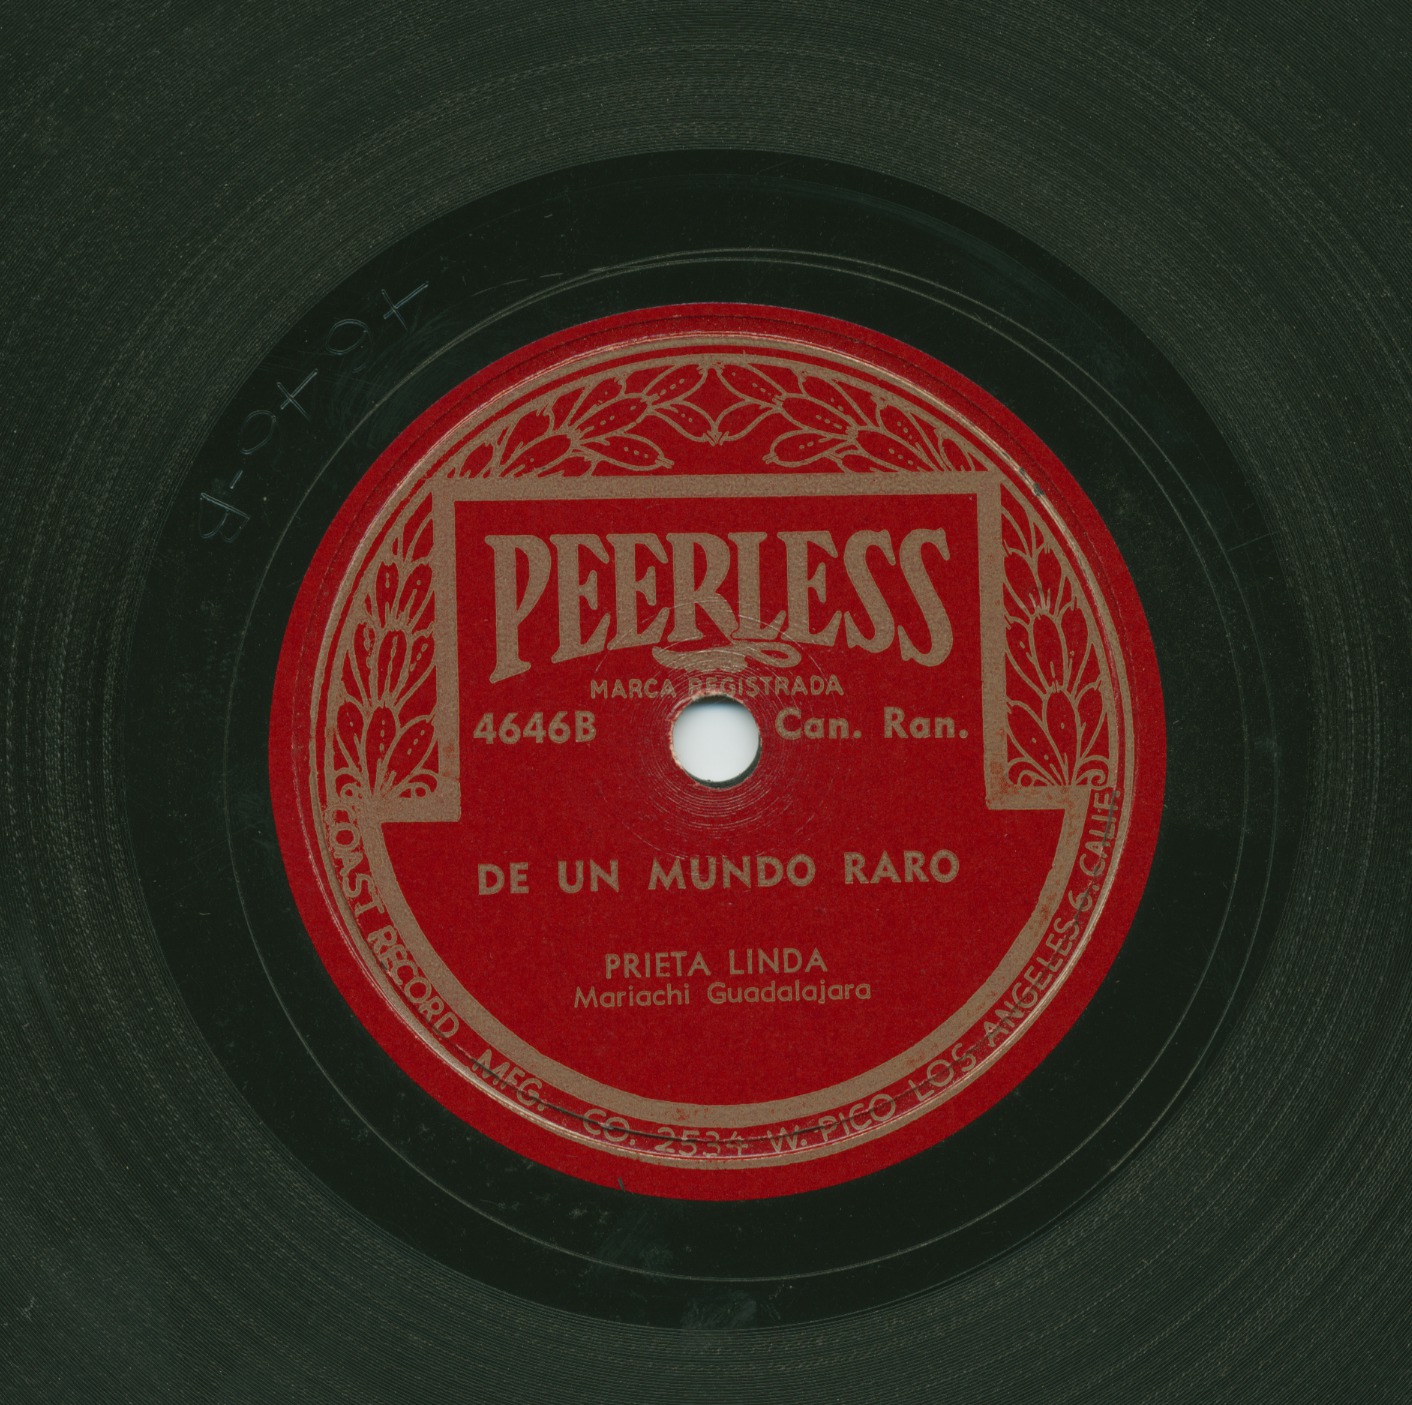 PEERLESS
MARCA REGISTRADA
4646B Can. Ran.
DE UN MUNDO RARO
PRIETA LINDA
Mariachi Guadalajara
COAST RECORD MFG. CO. 2534 W. PICO LOS ANGELES 6, CALIF.